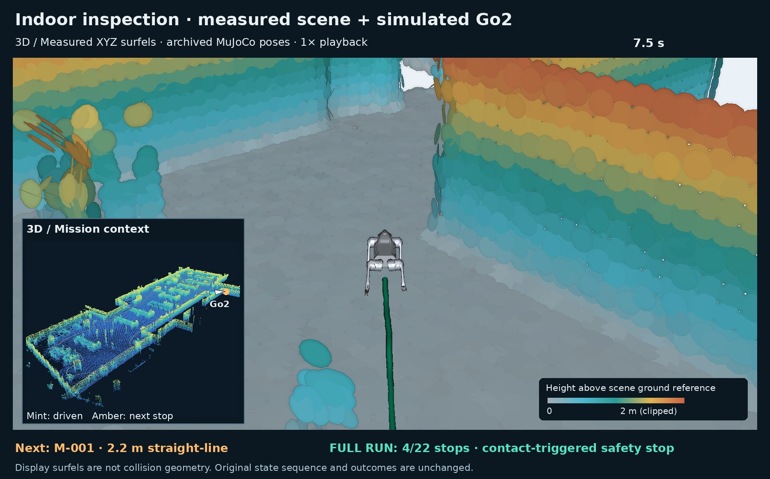 Indoor inspection · measured scene + simulated Go2
3D / Measured XYZ surfels · archived MuJoCo poses · 1× playback
7.5 s
3D / Mission context
Go2
Mint: driven Amber: next stop
Height above scene ground reference
0 2 m (clipped)
Next: M-001 · 2.2 m straight-line
FULL RUN: 4/22 stops · contact-triggered safety stop
Display surfels are not collision geometry. Original state sequence and outcomes are unchanged.